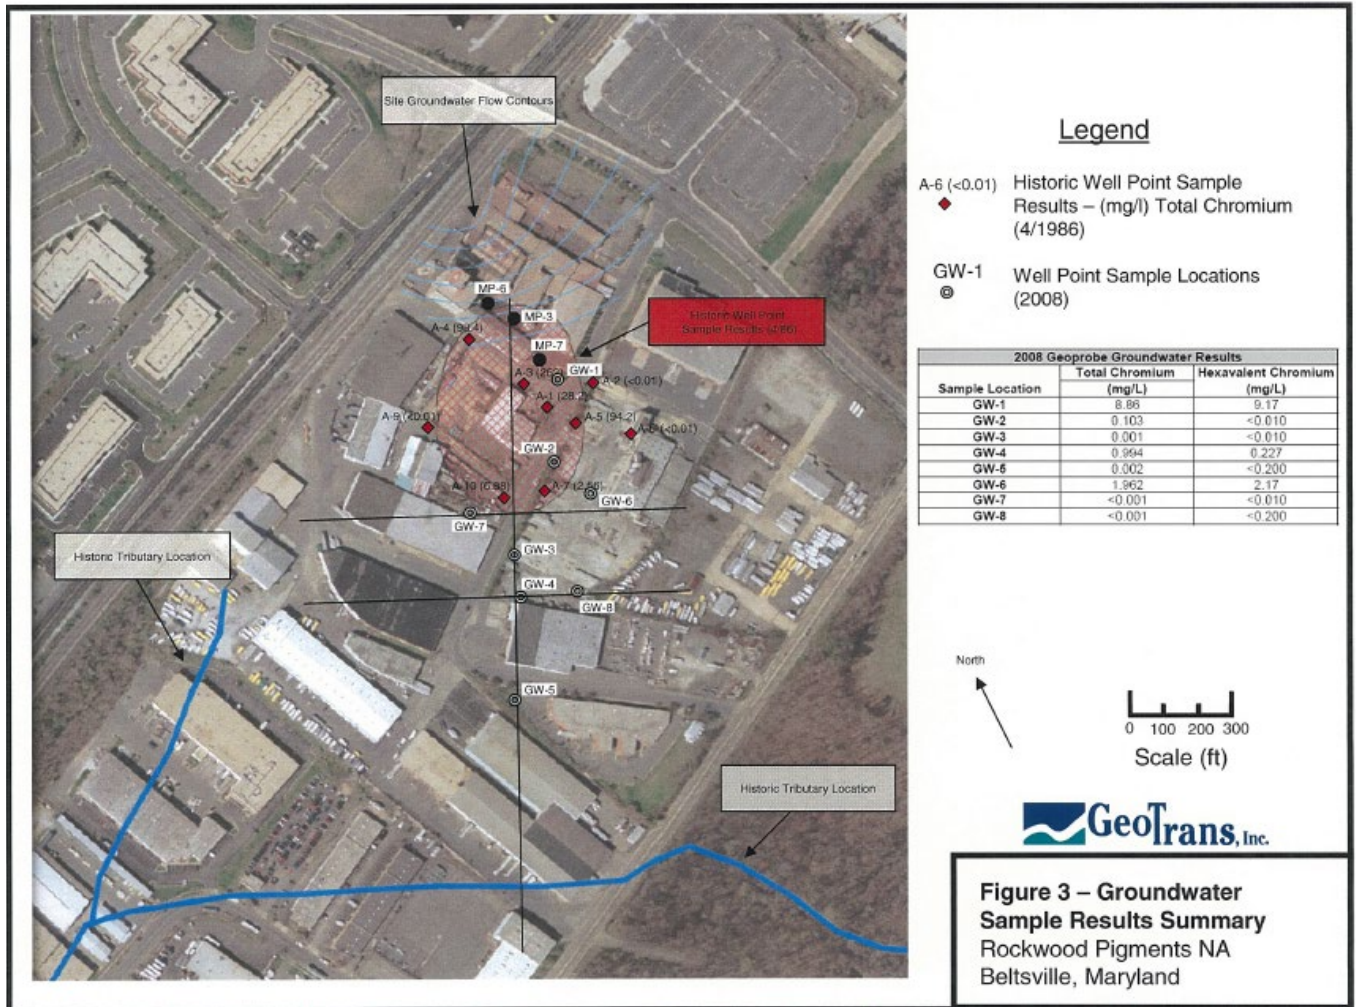 Site Groundwater Flow Contours
MP-6
MP-3
A-4
MP-7
Historic Well Point
Sample Results (4/86)
A-3
GW-1
A-2 (<0.01)
A-1 (28.2)
A-9 (<0.01)
A-5 (94.2)
(<0.01)
GW-2
A-10
A-7
GW-6
GW-7
GW-3
Historic Tributary Location
GW-4
GW-8
GW-5
Historic Tributary Location
Legend
A-6 (<0.01)
Historic Well Point Sample
Results – (mg/l) Total Chromium
(4/1986)
GW-1
Well Point Sample Locations
(2008)
2008 Geoprobe Groundwater Results
Sample Location Total Chromium (mg/L) Hexavalent Chromium (mg/L)
GW-1 8.86 9.17
GW-2 0.103 <0.010
GW-3 0.001 <0.010
GW-4 0.994 0.227
GW-5 0.002 <0.200
GW-6 1.962 2.17
GW-7 <0.001 <0.010
GW-8 <0.001 <0.200
North
0 100 200 300
Scale (ft)
GeoTrans, Inc.
Figure 3 – Groundwater
Sample Results Summary
Rockwood Pigments NA
Beltsville, Maryland